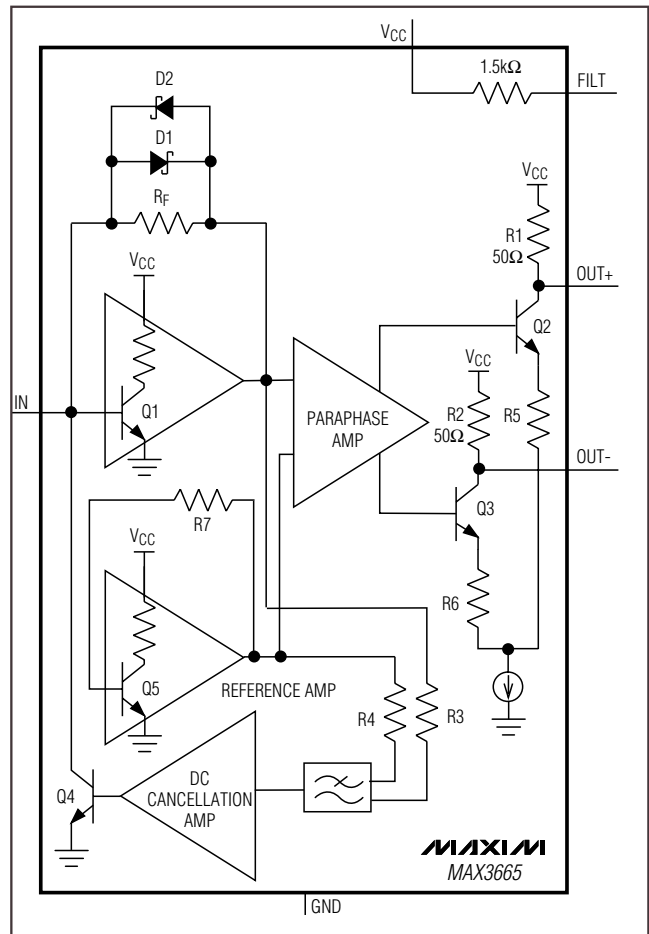 VCC
1.5kΩ
FILT
D2
D1
RF
VCC
VCC
R1
50Ω
OUT+
Q2
IN
Q1
PARAPHASE
AMP
VCC
R2
50Ω
R5
OUT-
R7
Q3
VCC
R6
Q5
REFERENCE AMP
R4
R3
Q4
DC
CANCELLATION
AMP
MAXIM
MAX3665
GND